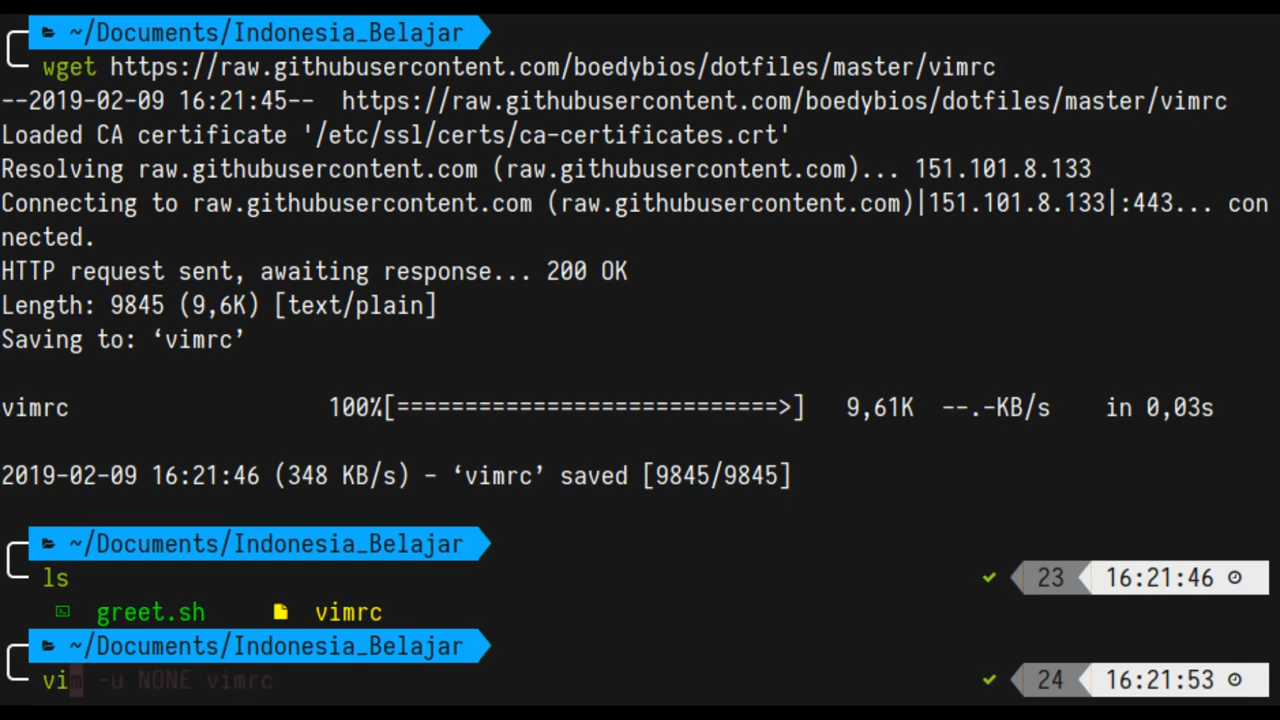 ~/Documents/Indonesia_Belajar
wget https://raw.githubusercontent.com/boedybios/dotfiles/master/vimrc
--2019-02-09 16:21:45--  https://raw.githubusercontent.com/boedybios/dotfiles/master/vimrc
Loaded CA certificate '/etc/ssl/certs/ca-certificates.crt'
Resolving raw.githubusercontent.com (raw.githubusercontent.com)... 151.101.8.133
Connecting to raw.githubusercontent.com (raw.githubusercontent.com)|151.101.8.133|:443... con
nected.
HTTP request sent, awaiting response... 200 OK
Length: 9845 (9,6K) [text/plain]
Saving to: ‘vimrc’
vimrc 100%[============================>] 9,61K --.-KB/s in 0,03s
2019-02-09 16:21:46 (348 KB/s) - ‘vimrc’ saved [9845/9845]
~/Documents/Indonesia_Belajar
ls ✔ 23 16:21:46
greet.sh vimrc
~/Documents/Indonesia_Belajar
vim -u NONE vimrc ✔ 24 16:21:53